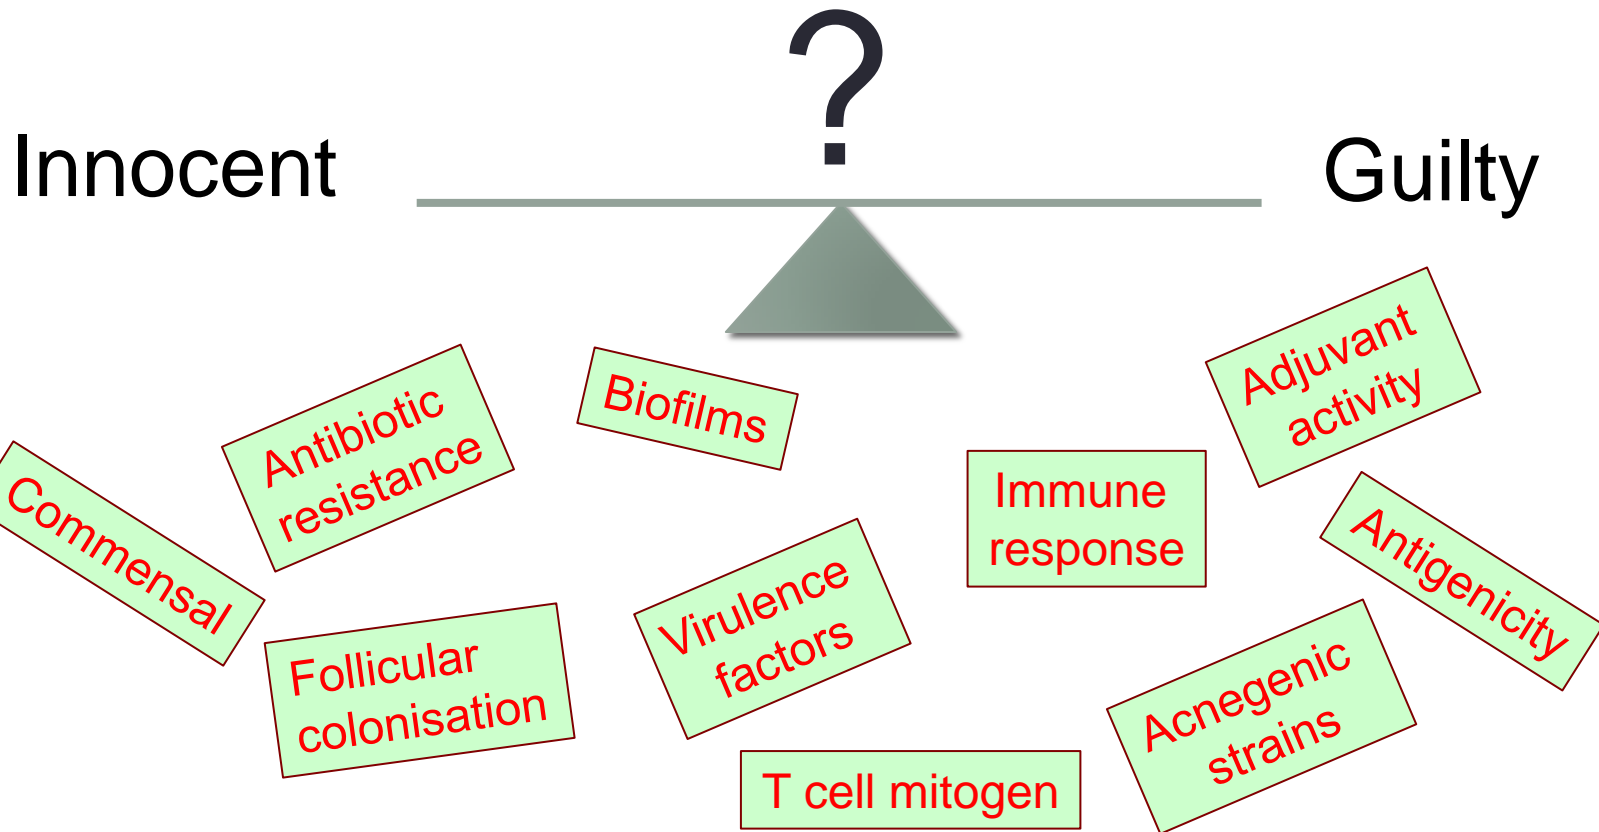 ?
Innocent
Guilty
Adjuvant
activity
Biofilms
Antibiotic
resistance
Commensal
Immune
response
Antigenicity
Virulence
factors
Follicular
colonisation
Acnegenic
strains
T cell mitogen